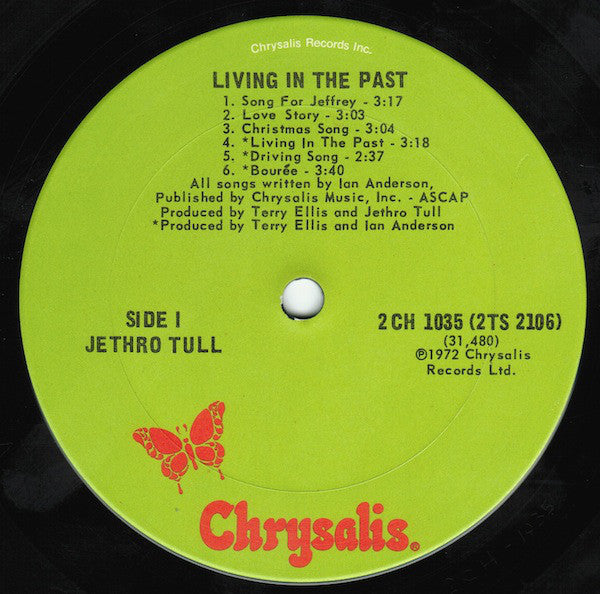 Chrysalis Records Inc.
LIVING IN THE PAST
1. Song For Jeffrey - 3:17
2. Love Story - 3:03
3. Christmas Song - 3:04
4. *Living In The Past - 3:18
5. *Driving Song - 2:37
6. *Bourée - 3:40
All songs written by Ian Anderson,
Published by Chrysalis Music, Inc. - ASCAP
Produced by Terry Ellis and Jethro Tull
*Produced by Terry Ellis and Ian Anderson
SIDE I
JETHRO TULL
2 CH 1035 (2TS 2106)
(31,480)
℗1972 Chrysalis
Records Ltd.
Chrysalis®